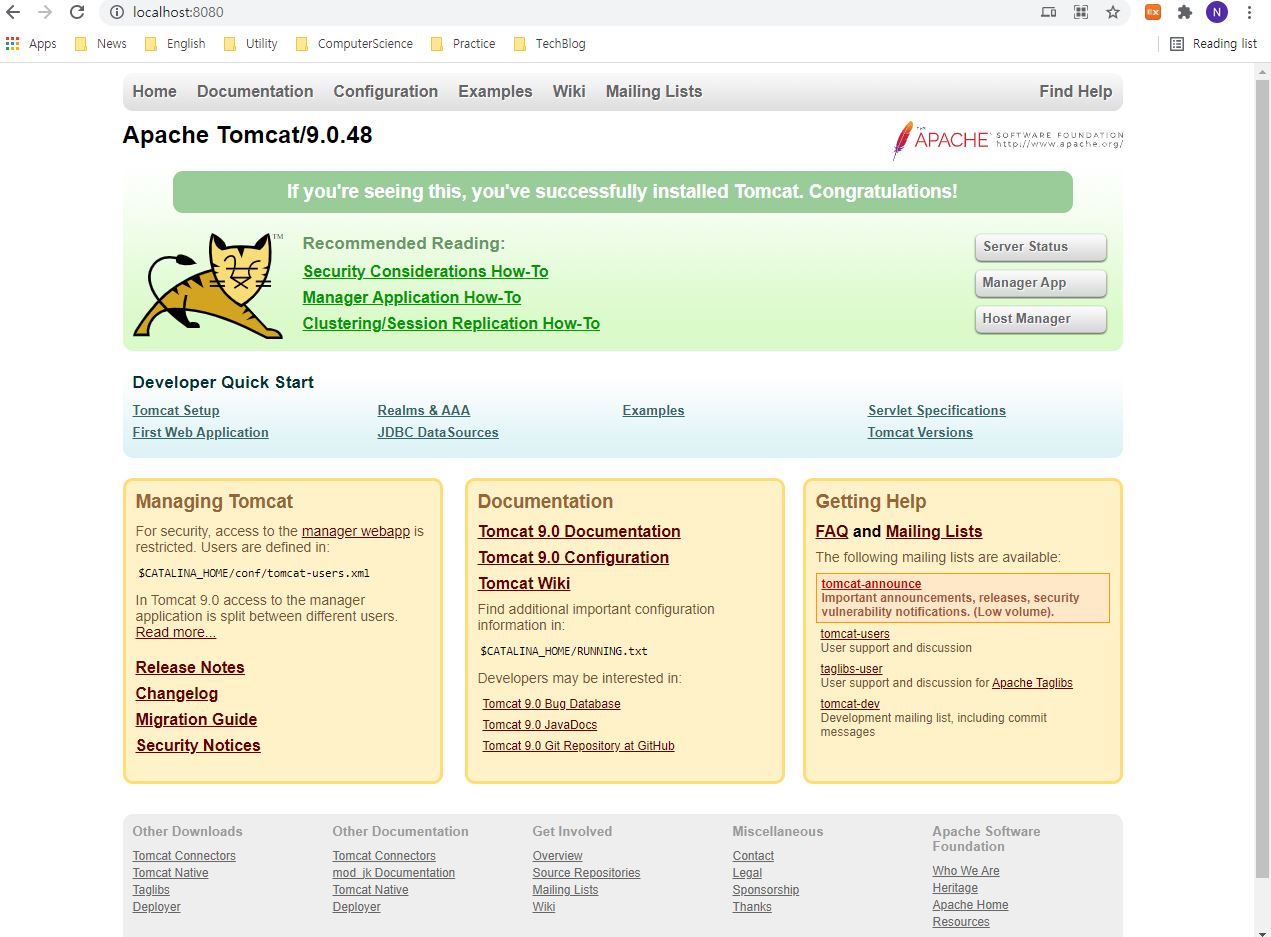 localhost:8080
N
Apps News English Utility ComputerScience Practice TechBlog Reading list
Home Documentation Configuration Examples Wiki Mailing Lists Find Help
Apache Tomcat/9.0.48
THE
APACHE
SOFTWARE FOUNDATION
http://www.apache.org/
If you're seeing this, you've successfully installed Tomcat. Congratulations!
TM
Recommended Reading:
Security Considerations How-To
Manager Application How-To
Clustering/Session Replication How-To
Server Status
Manager App
Host Manager
Developer Quick Start
Tomcat Setup
First Web Application
Realms & AAA
JDBC DataSources
Examples
Servlet Specifications
Tomcat Versions
Managing Tomcat
For security, access to the manager webapp is
restricted. Users are defined in:
$CATALINA_HOME/conf/tomcat-users.xml
In Tomcat 9.0 access to the manager
application is split between different users.
Read more...
Release Notes
Changelog
Migration Guide
Security Notices
Documentation
Tomcat 9.0 Documentation
Tomcat 9.0 Configuration
Tomcat Wiki
Find additional important configuration
information in:
$CATALINA_HOME/RUNNING.txt
Developers may be interested in:
Tomcat 9.0 Bug Database
Tomcat 9.0 JavaDocs
Tomcat 9.0 Git Repository at GitHub
Getting Help
FAQ and Mailing Lists
The following mailing lists are available:
tomcat-announce
Important announcements, releases, security
vulnerability notifications. (Low volume).
tomcat-users
User support and discussion
taglibs-user
User support and discussion for Apache Taglibs
tomcat-dev
Development mailing list, including commit
messages
Other Downloads
Tomcat Connectors
Tomcat Native
Taglibs
Deployer
Other Documentation
Tomcat Connectors
mod_jk Documentation
Tomcat Native
Deployer
Get Involved
Overview
Source Repositories
Mailing Lists
Wiki
Miscellaneous
Contact
Legal
Sponsorship
Thanks
Apache Software
Foundation
Who We Are
Heritage
Apache Home
Resources